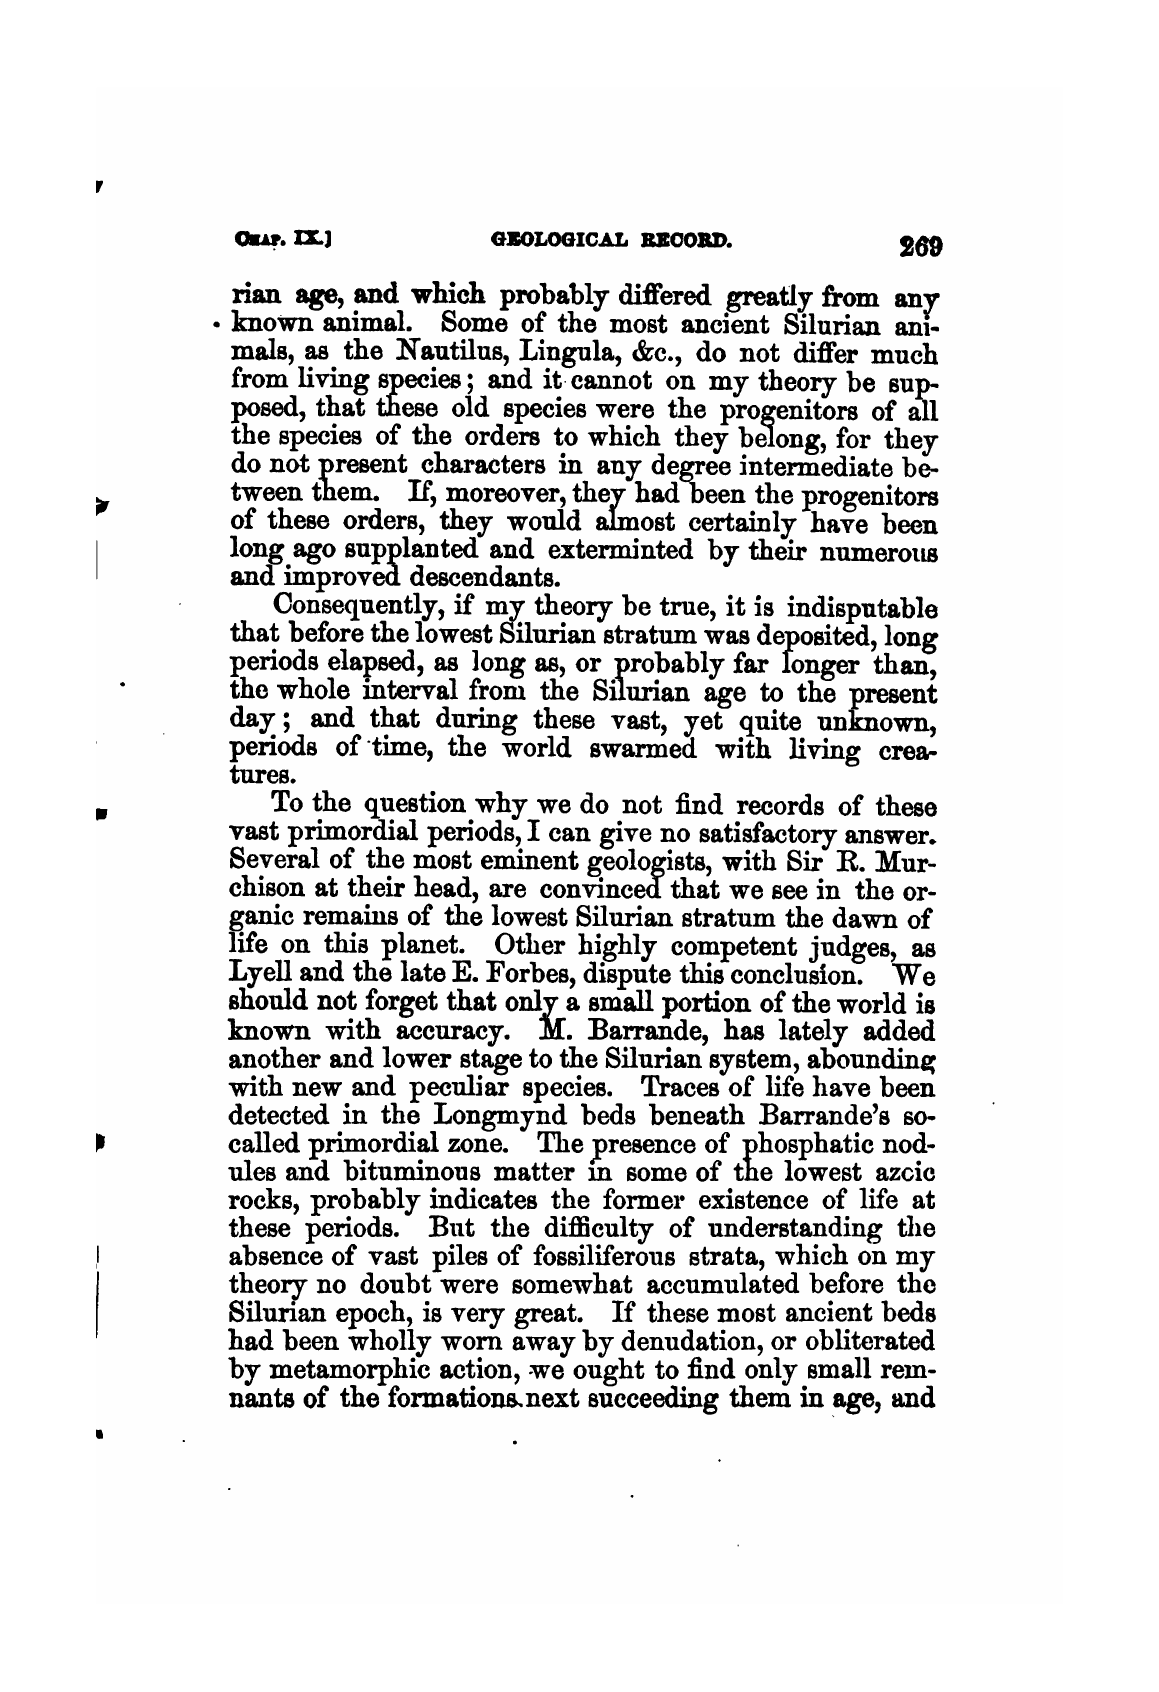 CHAP. IX.] GEOLOGICAL RECORD. 269
rian age, and which probably differed greatly from any
known animal. Some of the most ancient Silurian ani-
mals, as the Nautilus, Lingula, &c., do not differ much
from living species; and it cannot on my theory be sup-
posed, that these old species were the progenitors of all
the species of the orders to which they belong, for they
do not present characters in any degree intermediate be-
tween them. If, moreover, they had been the progenitors
of these orders, they would almost certainly have been
long ago supplanted and exterminted by their numerous
and improved descendants.
Consequently, if my theory be true, it is indisputable
that before the lowest Silurian stratum was deposited, long
periods elapsed, as long as, or probably far longer than,
the whole interval from the Silurian age to the present
day; and that during these vast, yet quite unknown,
periods of time, the world swarmed with living crea-
tures.
To the question why we do not find records of these
vast primordial periods, I can give no satisfactory answer.
Several of the most eminent geologists, with Sir R. Mur-
chison at their head, are convinced that we see in the or-
ganic remains of the lowest Silurian stratum the dawn of
life on this planet. Other highly competent judges, as
Lyell and the late E. Forbes, dispute this conclusion. We
should not forget that only a small portion of the world is
known with accuracy. M. Barrande, has lately added
another and lower stage to the Silurian system, abounding
with new and peculiar species. Traces of life have been
detected in the Longmynd beds beneath Barrande's so-
called primordial zone. The presence of phosphatic nod-
ules and bituminous matter in some of the lowest azoic
rocks, probably indicates the former existence of life at
these periods. But the difficulty of understanding the
absence of vast piles of fossiliferous strata, which on my
theory no doubt were somewhat accumulated before the
Silurian epoch, is very great. If these most ancient beds
had been wholly worn away by denudation, or obliterated
by metamorphic action, we ought to find only small rem-
nants of the formations next succeeding them in age, and